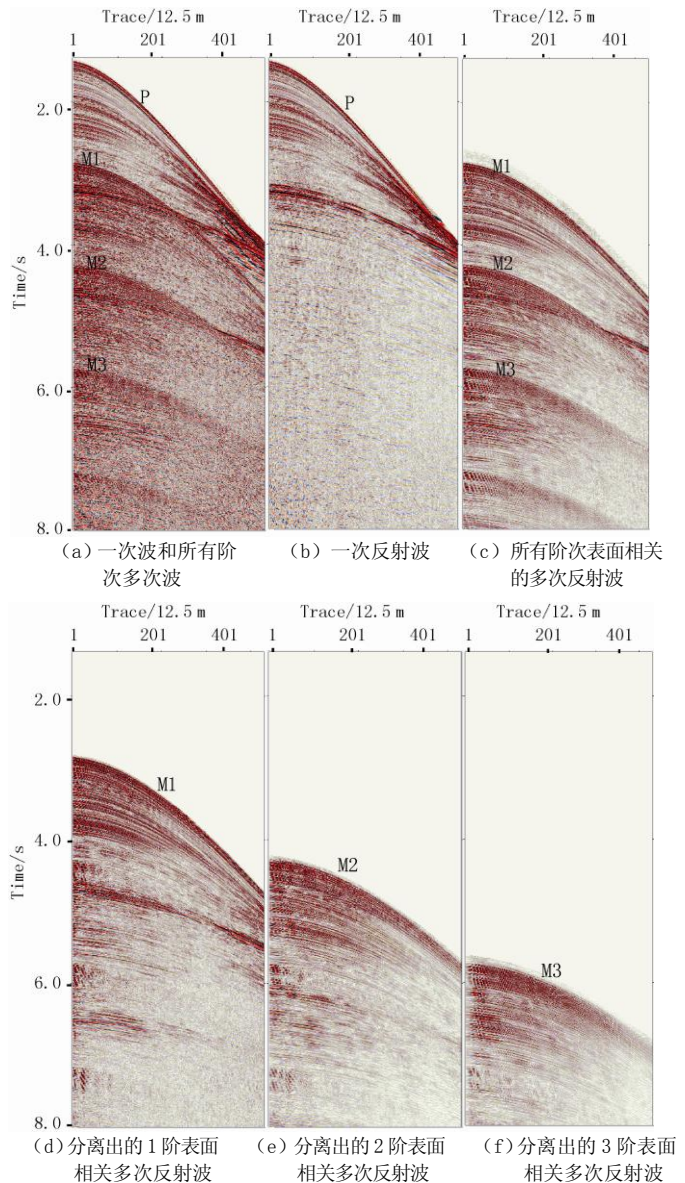 Trace/12.5 m Trace/12.5 m Trace/12.5 m
1 201 401 1 201 401 1 201 401
P P
2.0
M1 M1
4.0
M2 M2
Time/s
M3 M3
6.0
8.0
(a)一次波和所有阶 (b) 一次反射波 (c) 所有阶次表面相关
次多次波 的多次反射波
Trace/12.5 m Trace/12.5 m Trace/12.5 m
1 201 401 1 201 401 1 201 401
2.0
M1
4.0
M2
Time/s
M3
6.0
8.0
(d)分离出的1阶表面 (e) 分离出的2阶表面 (f)分离出的3阶表面
相关多次反射波 相关多次反射波 相关多次反射波